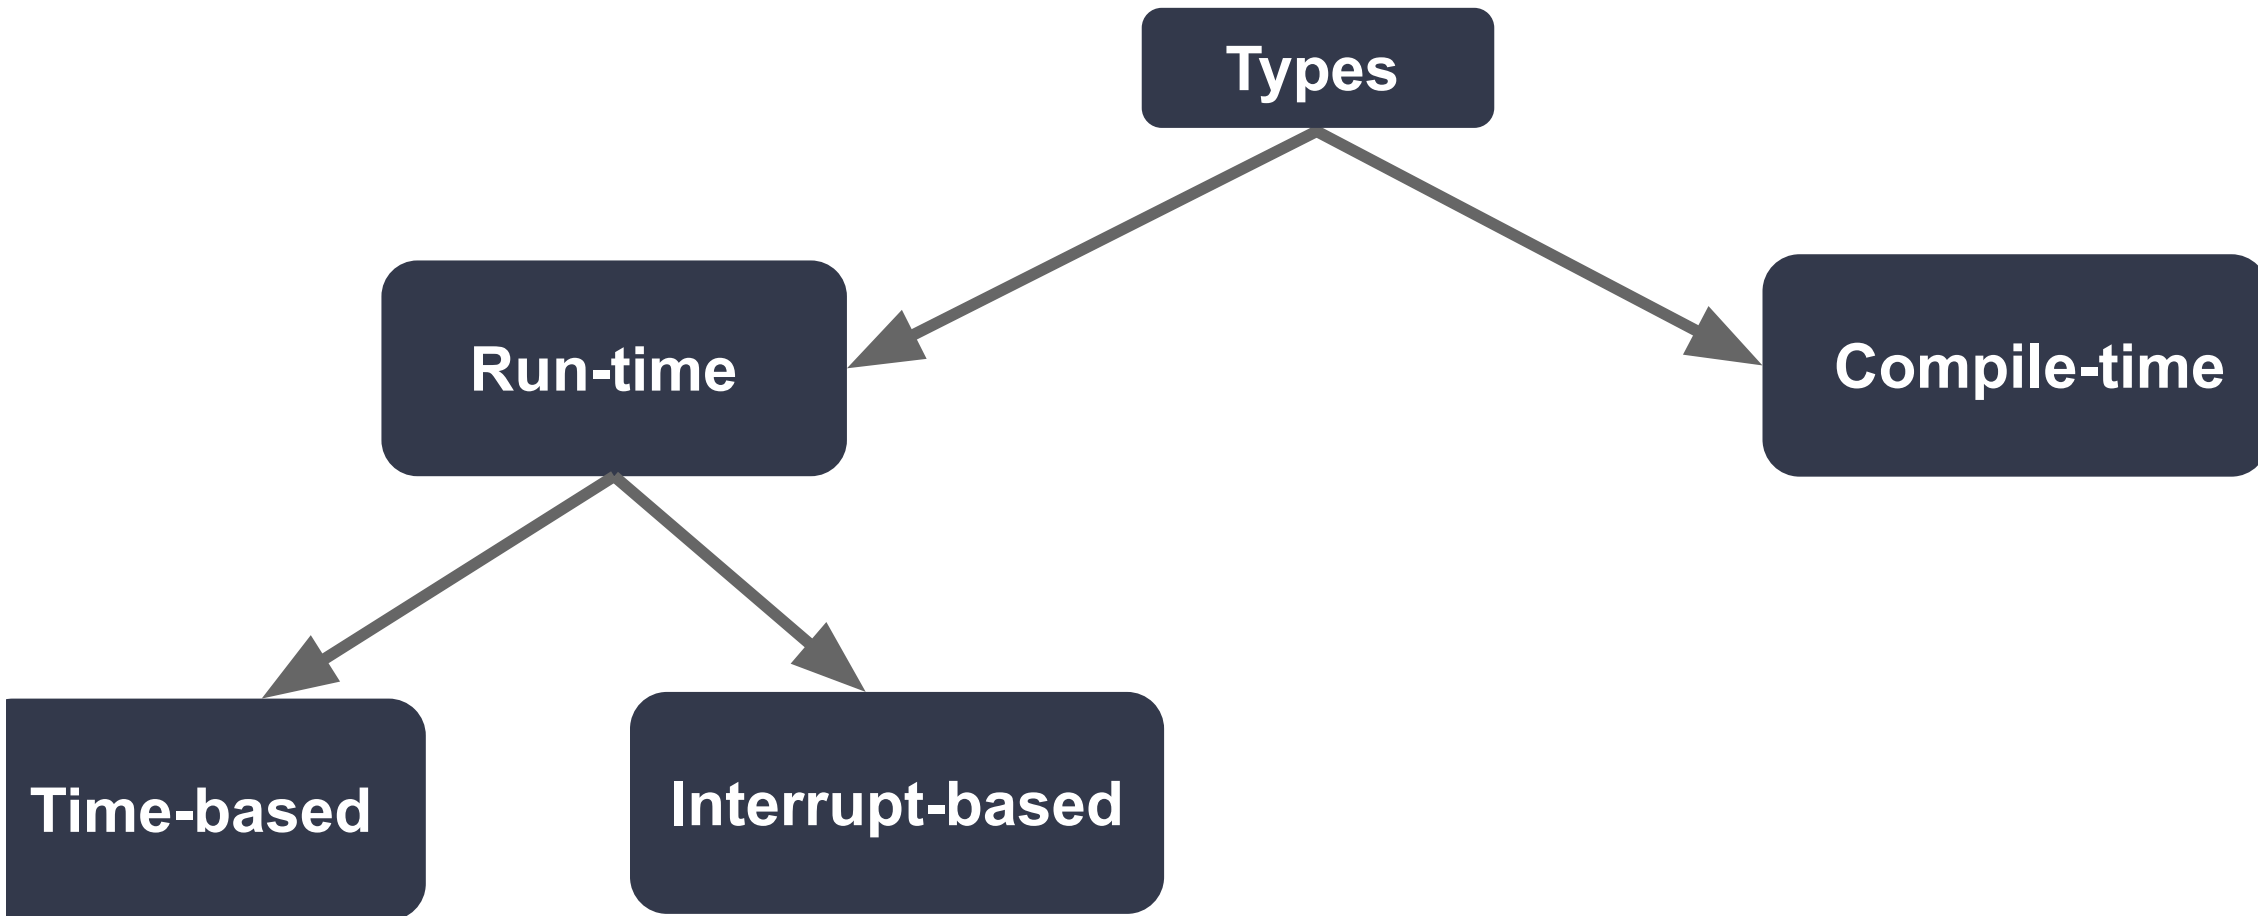 Types
Run-time
Compile-time
Time-based
Interrupt-based